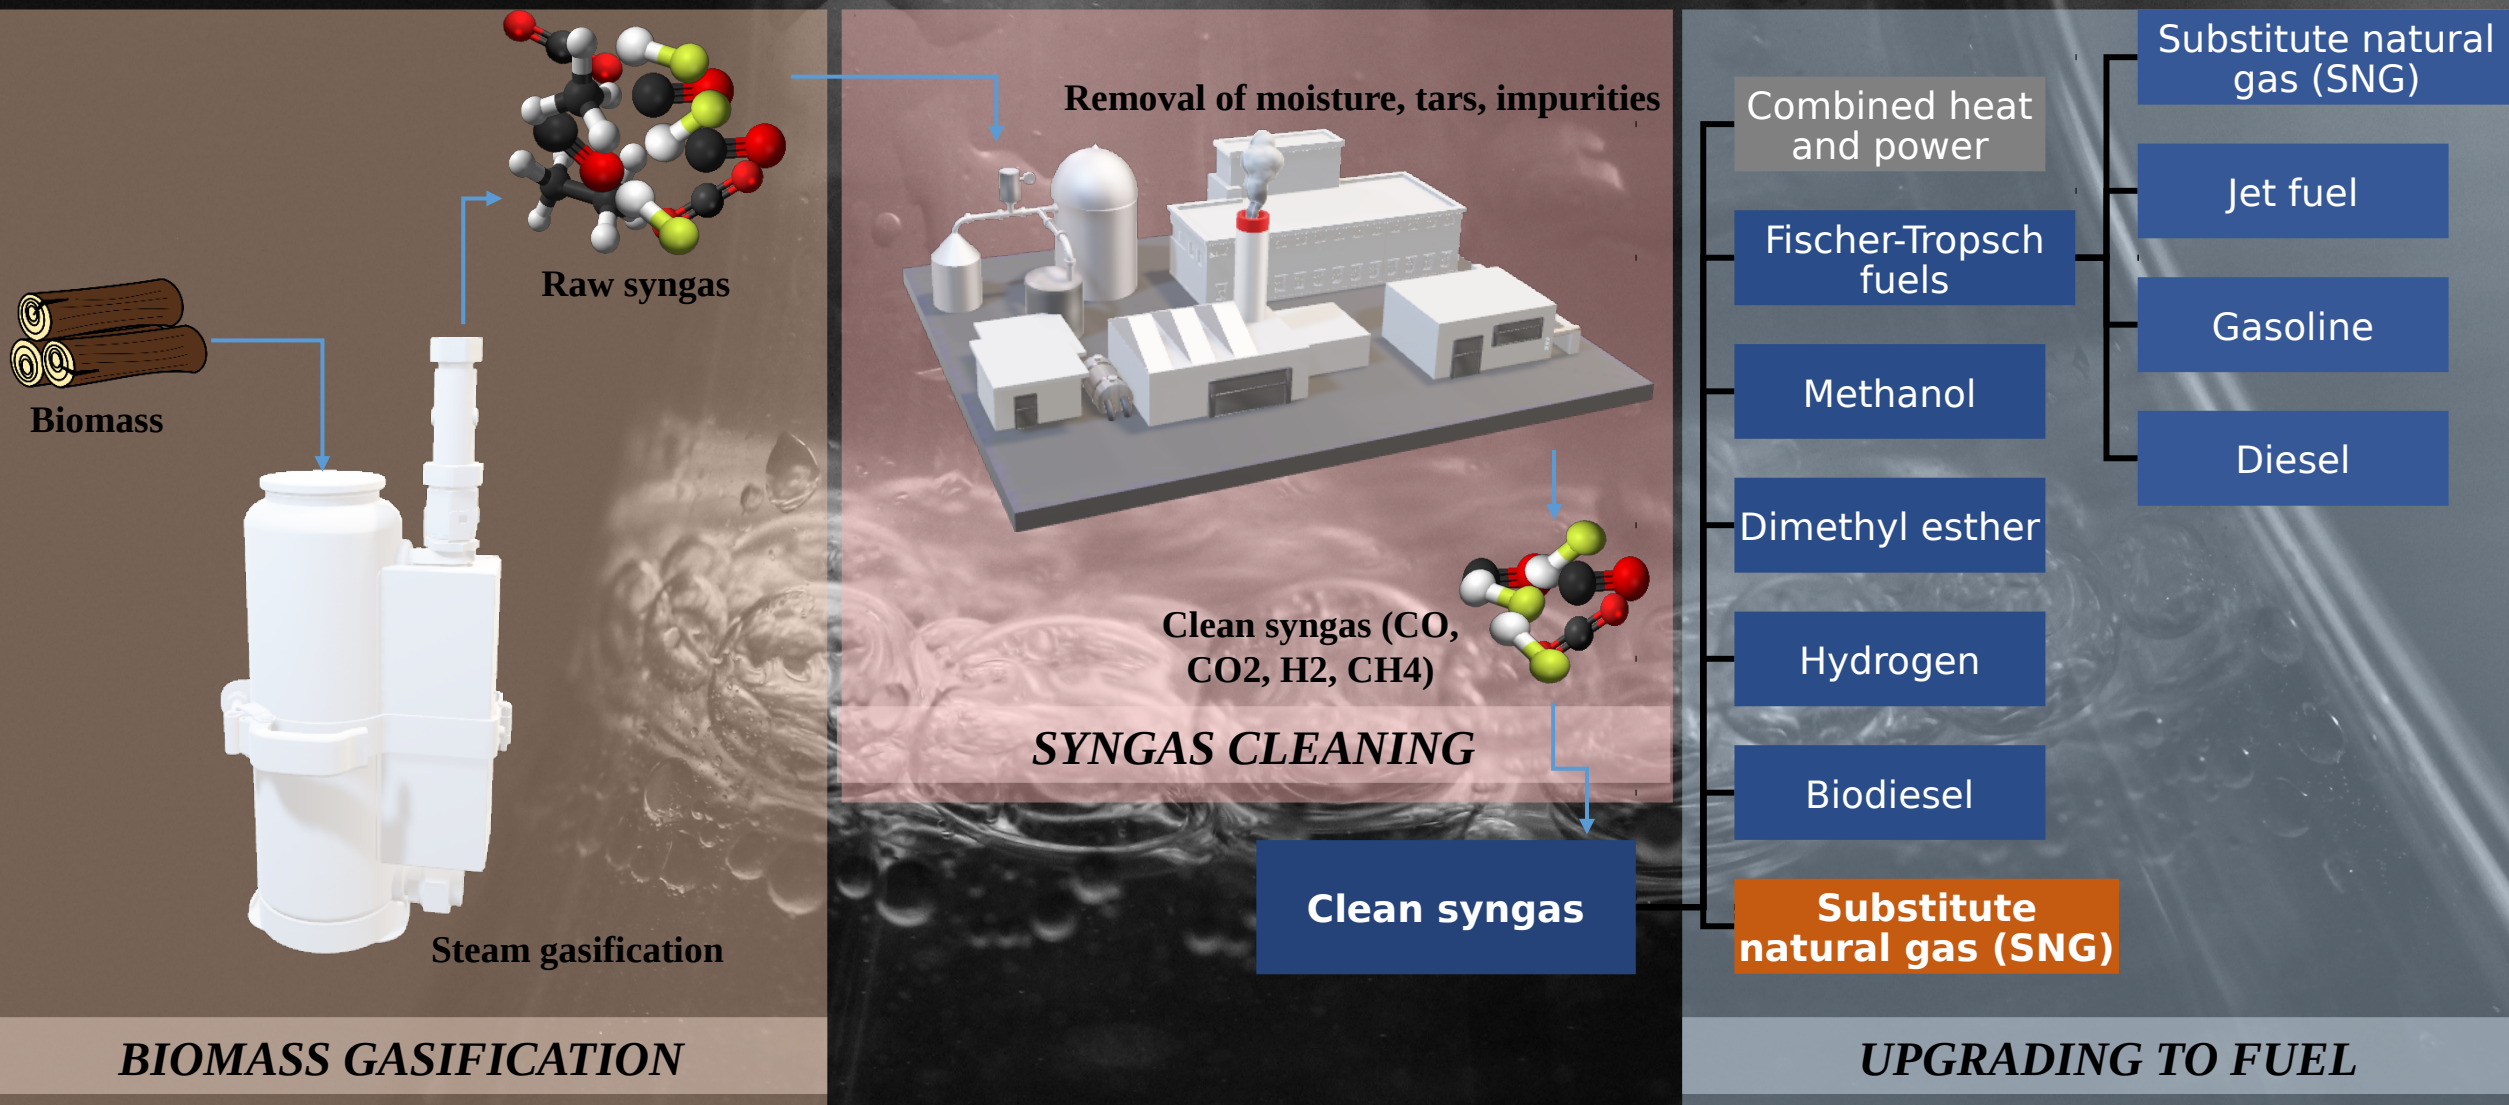 Biomass
Steam gasification
Raw syngas
BIOMASS GASIFICATION
Removal of moisture, tars, impurities
Clean syngas (CO,
CO2, H2, CH4)
SYNGAS CLEANING
Clean syngas
Combined heat
and power
Fischer-Tropsch
fuels
Methanol
Dimethyl esther
Hydrogen
Biodiesel
Substitute
natural gas (SNG)
Substitute natural
gas (SNG)
Jet fuel
Gasoline
Diesel
UPGRADING TO FUEL